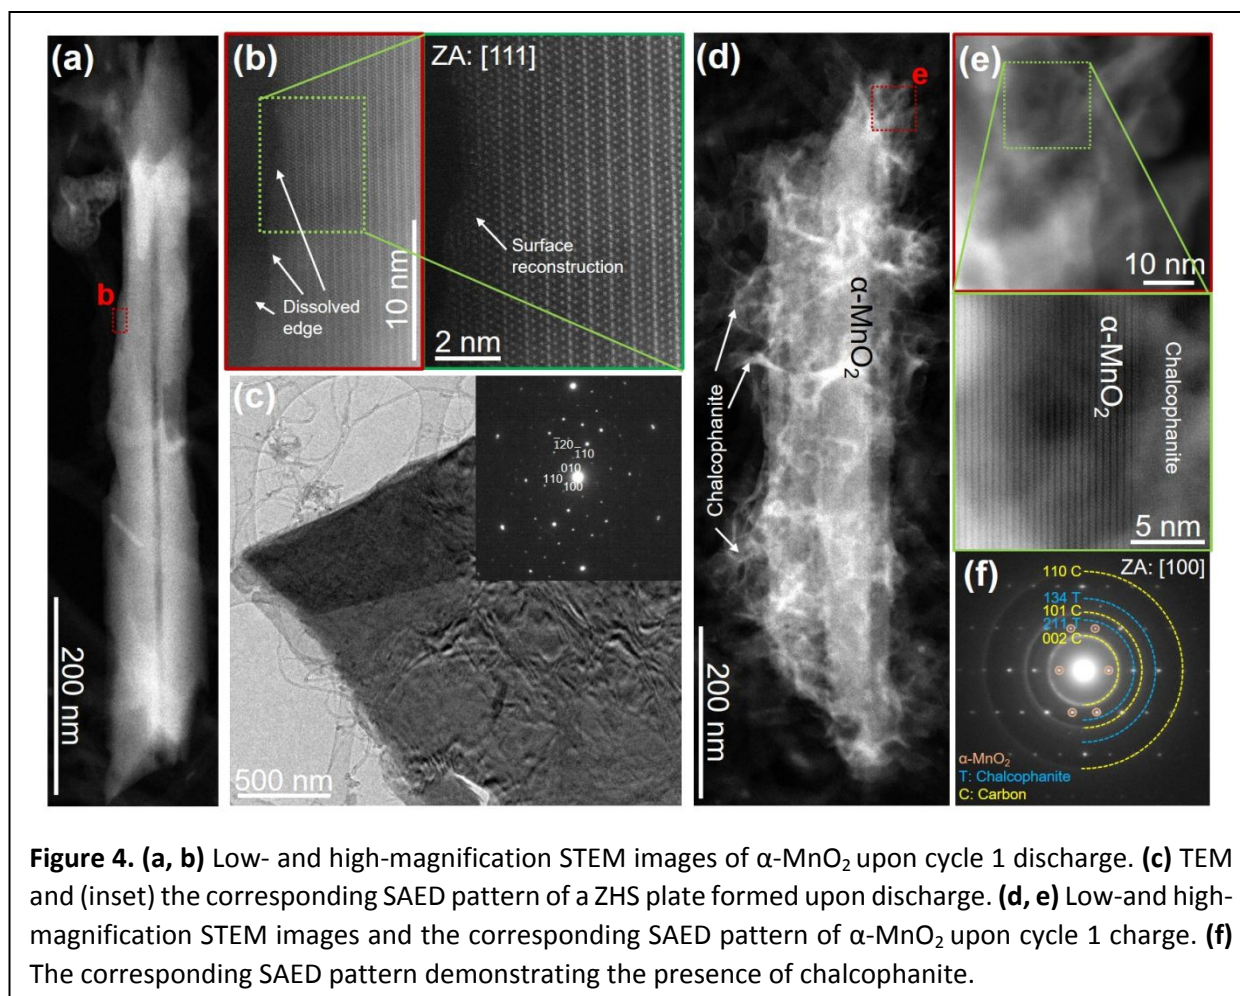 (a)
b
200 nm
(b)
Dissolved
edge
10 nm
ZA: [111]
Surface
reconstruction
2 nm
(c)
1̅20
1̅10
010
110
100
500 nm
(d)
e
α-MnO₂
Chalcophanite
200 nm
(e)
10 nm
α-MnO₂
Chalcophanite
5 nm
(f)
ZA: [100]
110 C
134 T
101 C
211 T
002 C
α-MnO₂
T: Chalcophanite
C: Carbon
Figure 4. (a, b) Low- and high-magnification STEM images of α-MnO₂ upon cycle 1 discharge. (c) TEM
and (inset) the corresponding SAED pattern of a ZHS plate formed upon discharge. (d, e) Low-and high-
magnification STEM images and the corresponding SAED pattern of α-MnO₂ upon cycle 1 charge. (f)
The corresponding SAED pattern demonstrating the presence of chalcophanite.